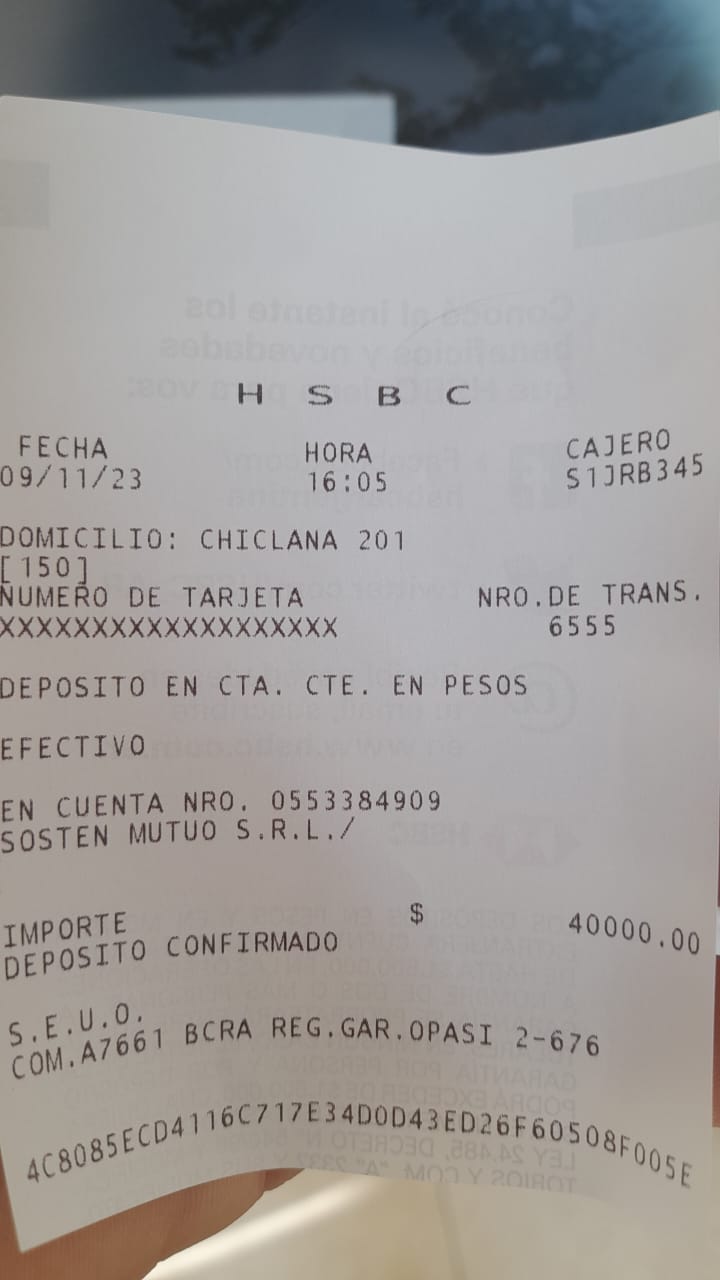 H S B C
FECHA HORA CAJERO
09/11/23 16:05 S1JRB345
DOMICILIO: CHICLANA 201
[150]
NUMERO DE TARJETA NRO.DE TRANS.
XXXXXXXXXXXXXXXXXXX 6555
DEPOSITO EN CTA. CTE. EN PESOS
EFECTIVO
EN CUENTA NRO. 0553384909
SOSTEN MUTUO S.R.L./
IMPORTE $ 40000.00
DEPOSITO CONFIRMADO
S.E.U.O.
COM.A7661 BCRA REG.GAR.OPASI 2-676
4C8085ECD4116C717E34D0D43ED26F60508F005E